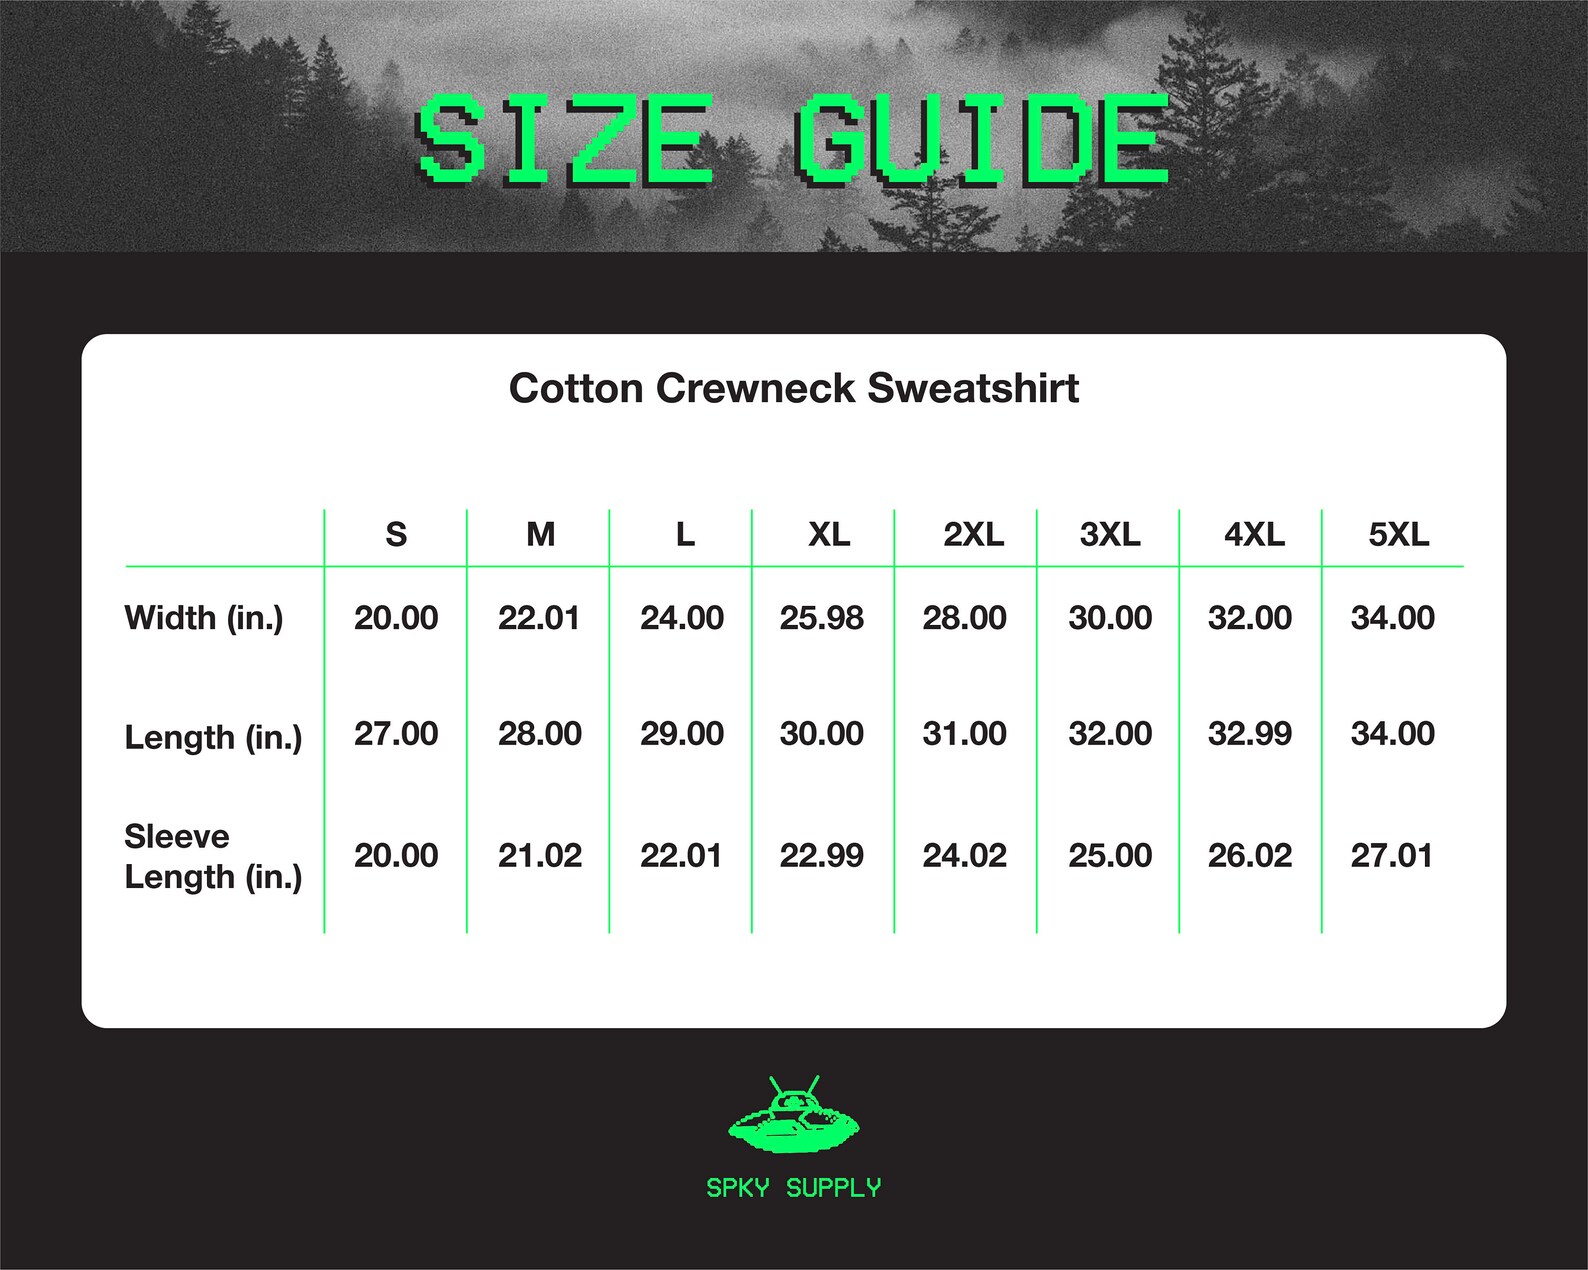 SIZE GUIDE
Cotton Crewneck Sweatshirt
S M L XL 2XL 3XL 4XL 5XL
Width (in.) 20.00 22.01 24.00 25.98 28.00 30.00 32.00 34.00
Length (in.) 27.00 28.00 29.00 30.00 31.00 32.00 32.99 34.00
Sleeve
Length (in.) 20.00 21.02 22.01 22.99 24.02 25.00 26.02 27.01
SPKY SUPPLY